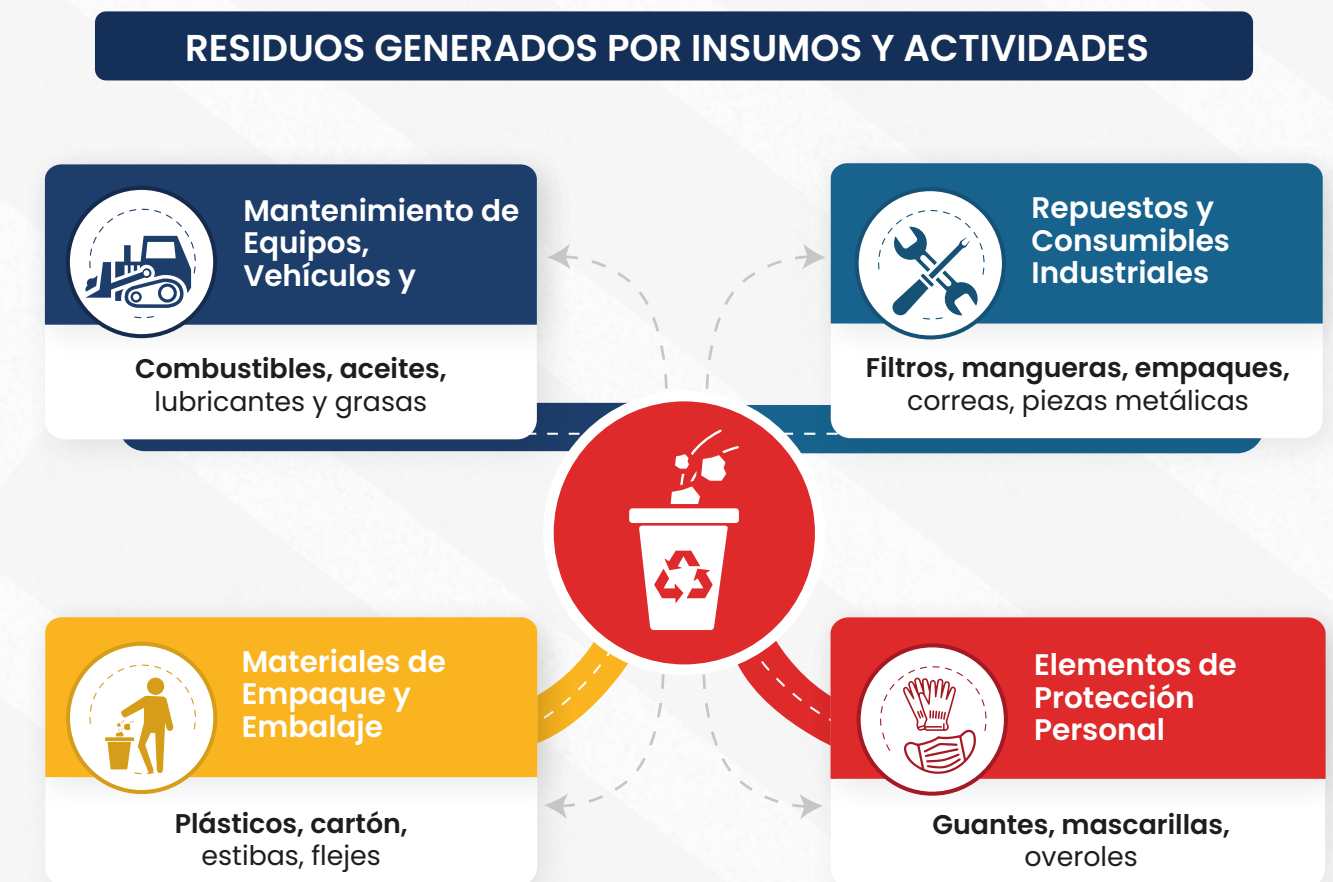 RESIDUOS GENERADOS POR INSUMOS Y ACTIVIDADES
Mantenimiento de
Equipos,
Vehículos y
Combustibles, aceites,
lubricantes y grasas
Repuestos y
Consumibles
Industriales
Filtros, mangueras, empaques,
correas, piezas metálicas
Materiales de
Empaque y
Embalaje
Plásticos, cartón,
estibas, flejes
Elementos de
Protección
Personal
Guantes, mascarillas,
overoles